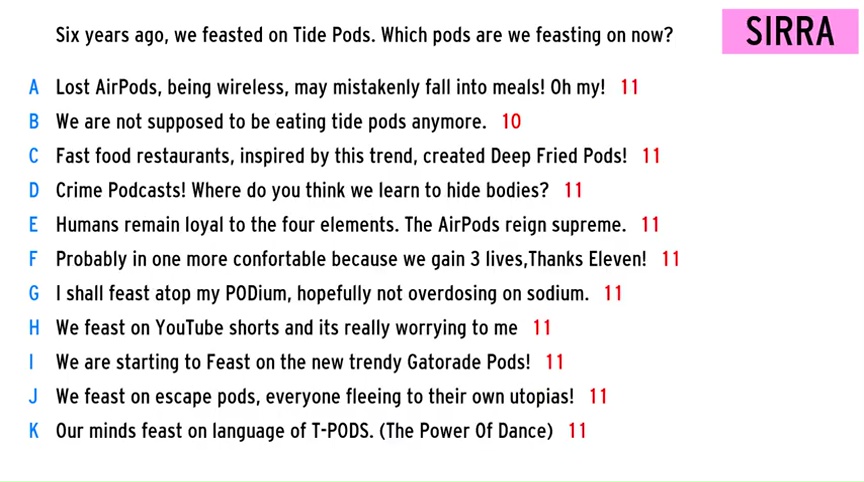 Six years ago, we feasted on Tide Pods. Which pods are we feasting on now?
SIRRA
A Lost AirPods, being wireless, may mistakenly fall into meals! Oh my! 11
B We are not supposed to be eating tide pods anymore. 10
C Fast food restaurants, inspired by this trend, created Deep Fried Pods! 11
D Crime Podcasts! Where do you think we learn to hide bodies? 11
E Humans remain loyal to the four elements. The AirPods reign supreme. 11
F Probably in one more confortable because we gain 3 lives,Thanks Eleven! 11
G I shall feast atop my PODium, hopefully not overdosing on sodium. 11
H We feast on YouTube shorts and its really worrying to me 11
I We are starting to Feast on the new trendy Gatorade Pods! 11
J We feast on escape pods, everyone fleeing to their own utopias! 11
K Our minds feast on language of T-PODS. (The Power Of Dance) 11